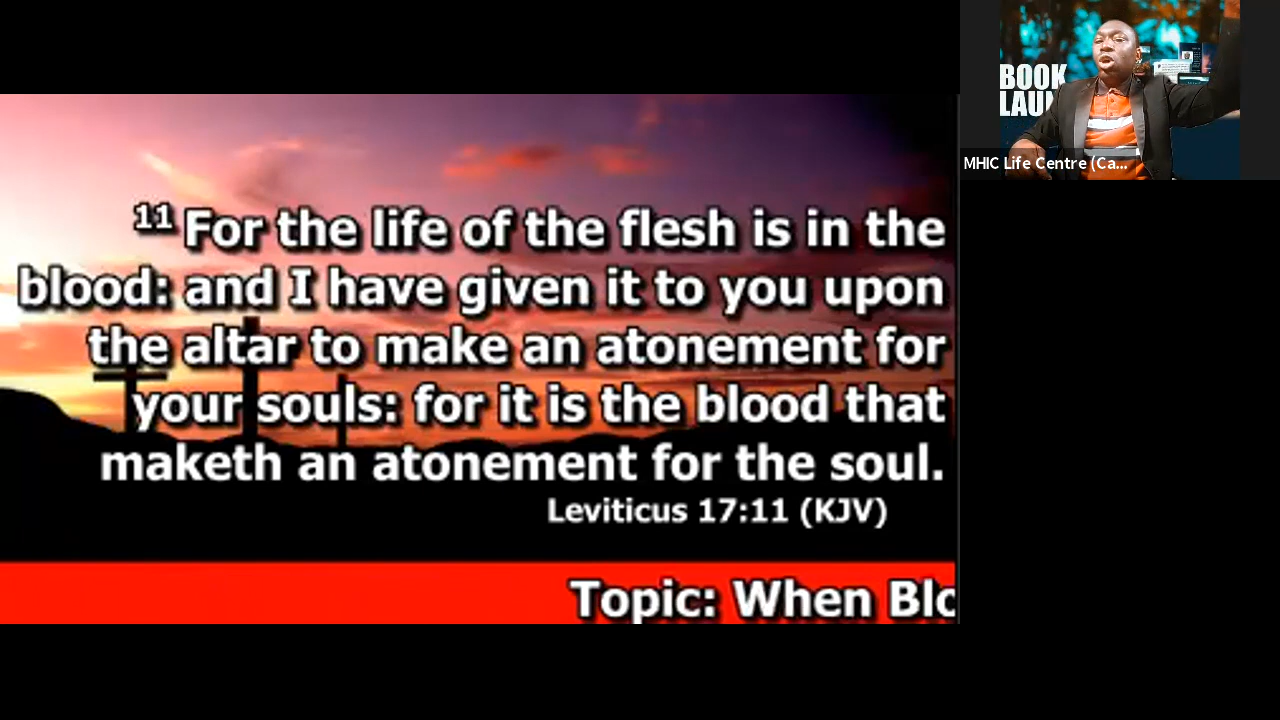 11 For the life of the flesh is in the
blood: and I have given it to you upon
the altar to make an atonement for
your souls: for it is the blood that
maketh an atonement for the soul.
Leviticus 17:11 (KJV)
Topic: When
BOOK
MHIC Life Centre (Ca...